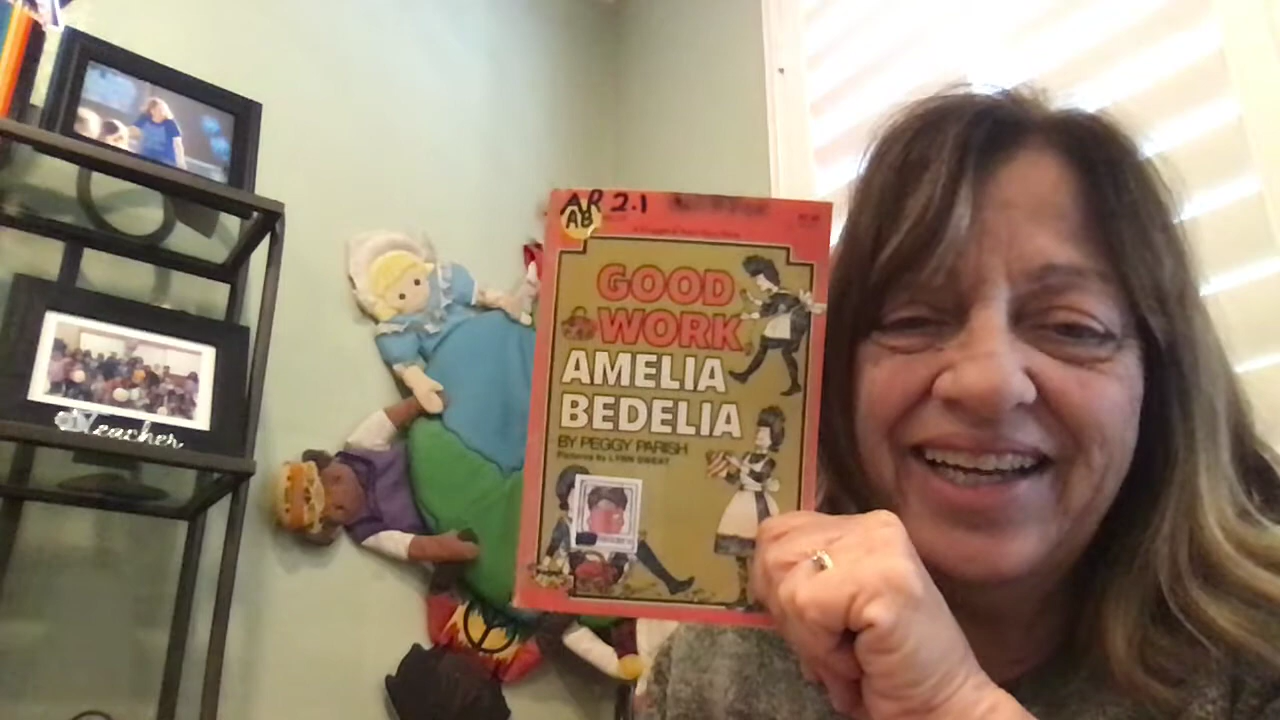 AR 2.1
AB
GOOD
WORK
AMELIA
BEDELIA
BY PEGGY PARISH
Pictures by LYNN SWEAT
Teacher